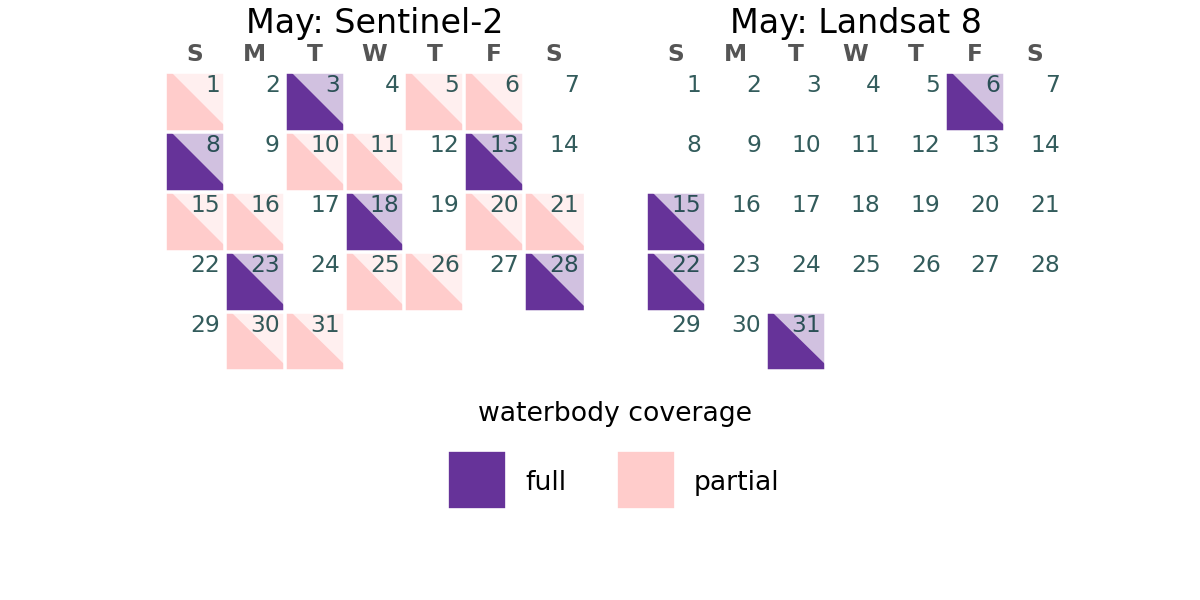 May: Sentinel-2
S M T W T F S
1 2 3 4 5 6 7
8 9 10 11 12 13 14
15 16 17 18 19 20 21
22 23 24 25 26 27 28
29 30 31
May: Landsat 8
S M T W T F S
1 2 3 4 5 6 7
8 9 10 11 12 13 14
15 16 17 18 19 20 21
22 23 24 25 26 27 28
29 30 31
waterbody coverage
full partial